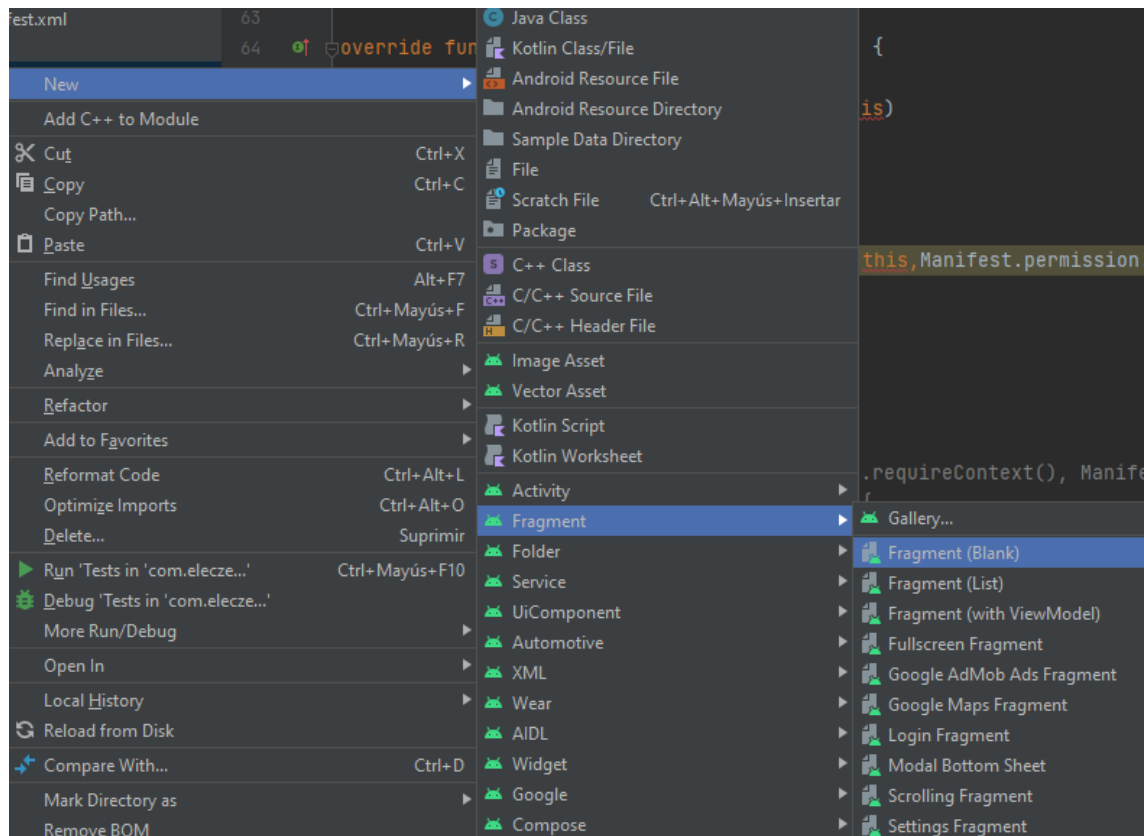 fest.xml
63
64 override fun
{
is)
this,Manifest.permission.
.requireContext(), Manife
{
New
Add C++ to Module
Cut Ctrl+X
Copy Ctrl+C
Copy Path...
Paste Ctrl+V
Find Usages Alt+F7
Find in Files... Ctrl+Mayús+F
Replace in Files... Ctrl+Mayús+R
Analyze
Refactor
Add to Favorites
Reformat Code Ctrl+Alt+L
Optimize Imports Ctrl+Alt+O
Delete... Suprimir
Run 'Tests in 'com.elecze...' Ctrl+Mayús+F10
Debug 'Tests in 'com.elecze...'
More Run/Debug
Open In
Local History
Reload from Disk
Compare With... Ctrl+D
Mark Directory as
Remove BOM
Java Class
Kotlin Class/File
Android Resource File
Android Resource Directory
Sample Data Directory
File
Scratch File Ctrl+Alt+Mayús+Insertar
Package
C++ Class
C/C++ Source File
C/C++ Header File
Image Asset
Vector Asset
Kotlin Script
Kotlin Worksheet
Activity
Fragment
Folder
Service
UiComponent
Automotive
XML
Wear
AIDL
Widget
Google
Compose
Gallery...
Fragment (Blank)
Fragment (List)
Fragment (with ViewModel)
Fullscreen Fragment
Google AdMob Ads Fragment
Google Maps Fragment
Login Fragment
Modal Bottom Sheet
Scrolling Fragment
Settings Fragment